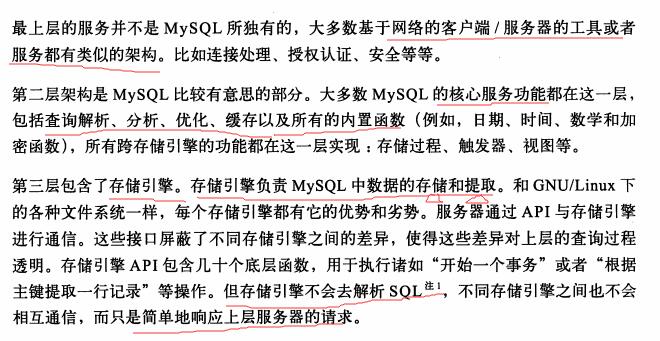 最上层的服务并不是 MySQL 所独有的，大多数基于网络的客户端 / 服务器的工具或者
服务都有类似的架构。比如连接处理、授权认证、安全等等。
第二层架构是 MySQL 比较有意思的部分。大多数 MySQL 的核心服务功能都在这一层，
包括查询解析、分析、优化、缓存以及所有的内置函数（例如，日期、时间、数学和加
密函数），所有跨存储引擎的功能都在这一层实现：存储过程、触发器、视图等。
第三层包含了存储引擎。存储引擎负责 MySQL 中数据的存储和提取。和 GNU/Linux 下
的各种文件系统一样，每个存储引擎都有它的优势和劣势。服务器通过 API 与存储引擎
进行通信。这些接口屏蔽了不同存储引擎之间的差异，使得这些差异对上层的查询过程
透明。存储引擎 API 包含几十个底层函数，用于执行诸如“开始一个事务”或者“根据
主键提取一行记录”等操作。但存储引擎不会去解析 SQL注1，不同存储引擎之间也不会
相互通信，而只是简单地响应上层服务器的请求。